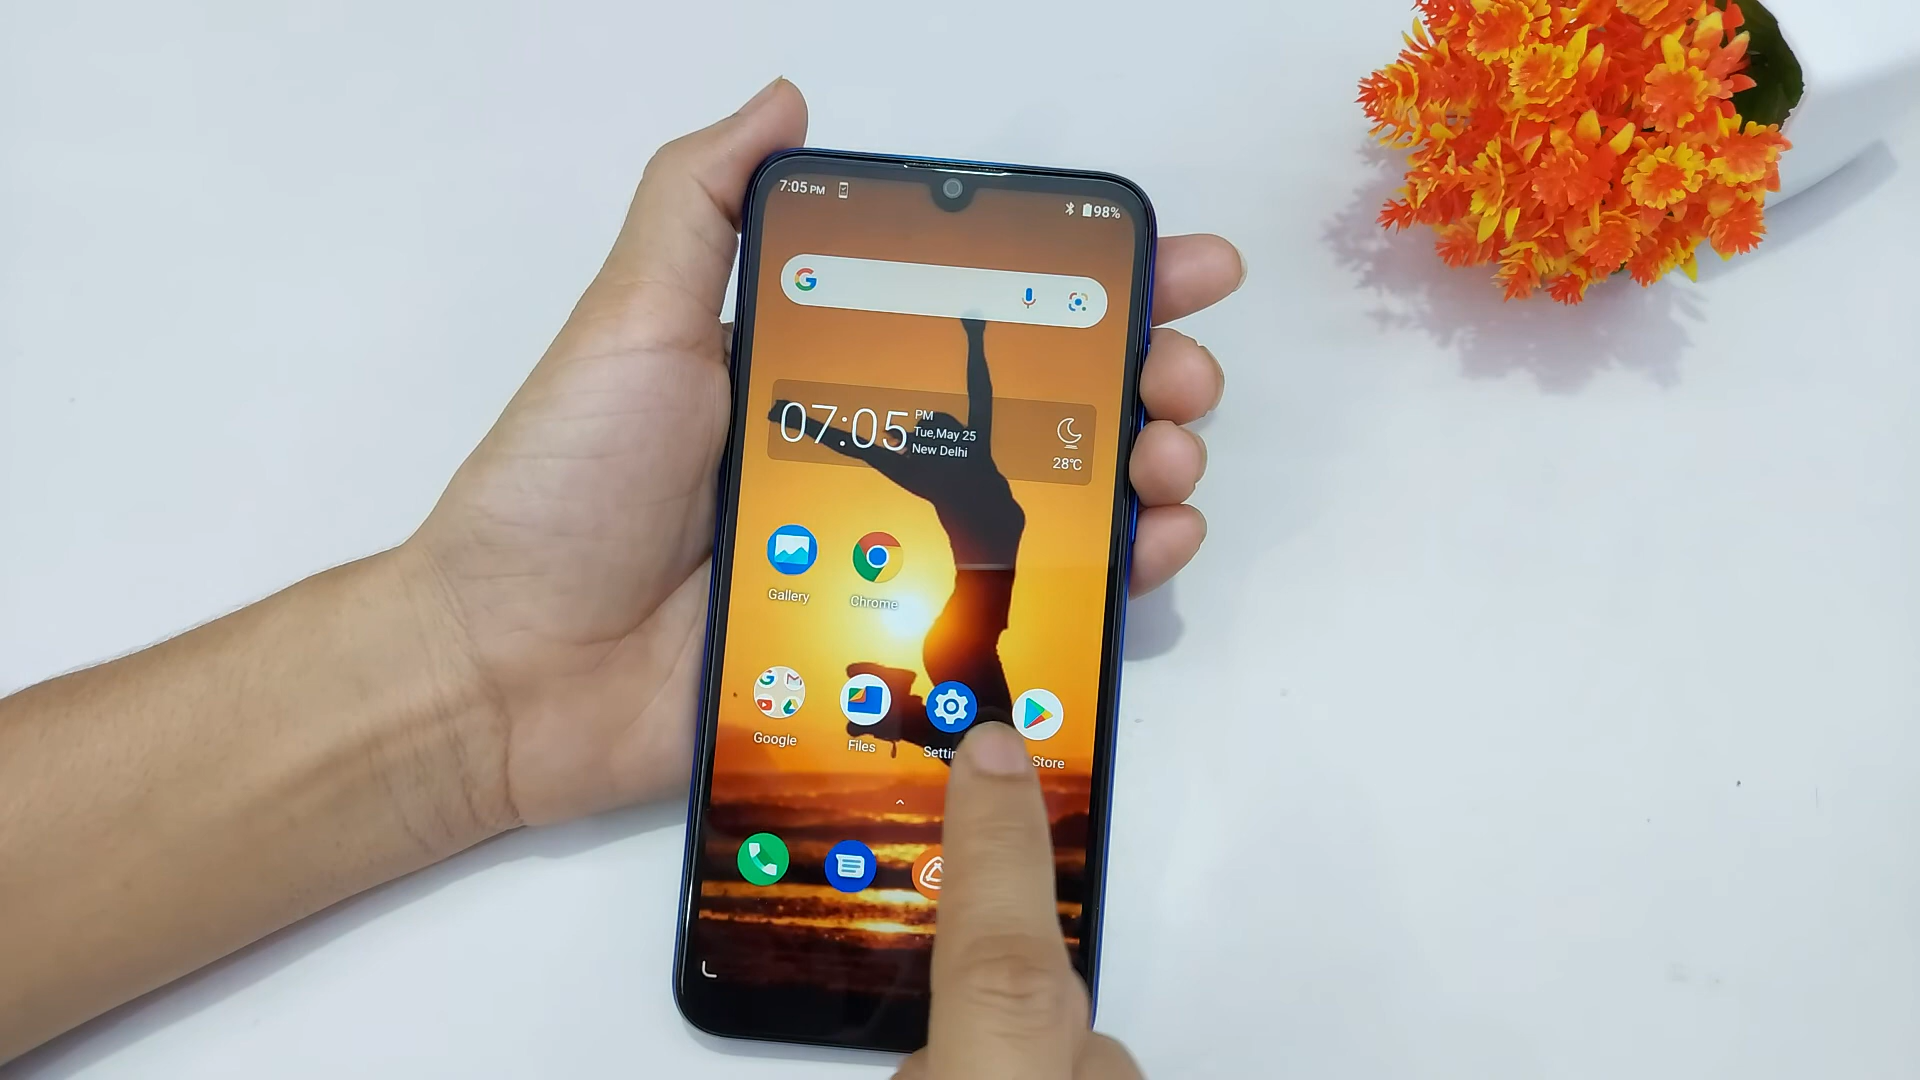 7:05 PM
98%
07:05
PM
Tue,May 25
New Delhi
28°C
Gallery
Chrome
Google
Files
Store